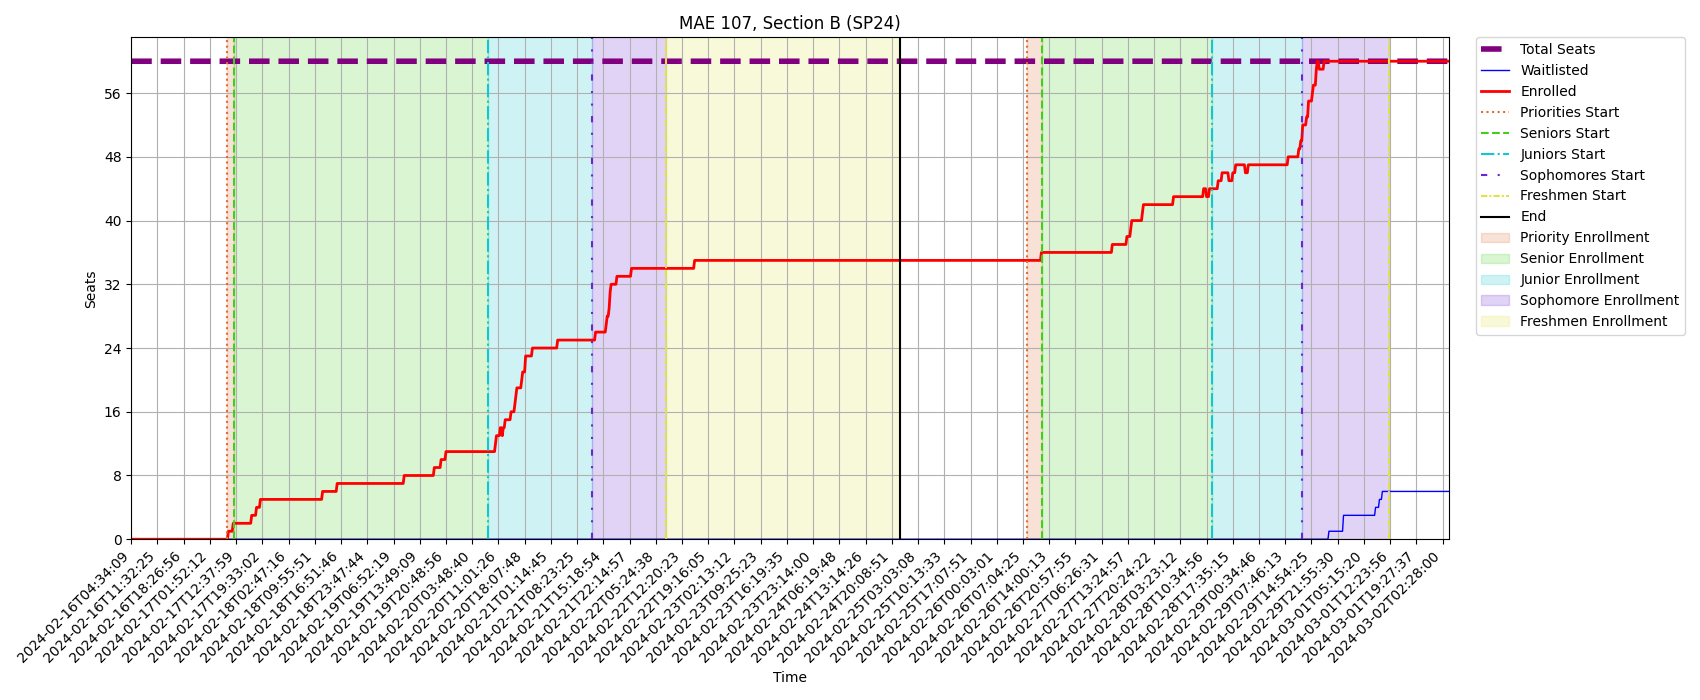 MAE 107, Section B (SP24)
Seats
56
48
40
32
24
16
8
0
2024-02-16T04:34:09
2024-02-16T11:32:25
2024-02-16T18:26:56
2024-02-17T01:52:12
2024-02-17T12:37:59
2024-02-17T19:33:02
2024-02-18T02:47:16
2024-02-18T09:55:51
2024-02-18T16:51:46
2024-02-18T23:47:44
2024-02-19T06:52:19
2024-02-19T13:49:09
2024-02-19T20:48:56
2024-02-20T03:48:40
2024-02-20T11:01:26
2024-02-20T18:07:48
2024-02-21T01:14:45
2024-02-21T08:23:25
2024-02-21T15:18:54
2024-02-21T22:14:57
2024-02-22T05:24:38
2024-02-22T12:20:23
2024-02-22T19:16:05
2024-02-23T02:13:12
2024-02-23T09:25:23
2024-02-23T16:19:35
2024-02-23T23:14:00
2024-02-24T06:19:48
2024-02-24T13:14:26
2024-02-24T20:08:51
2024-02-25T03:03:08
2024-02-25T10:13:33
2024-02-25T17:07:51
2024-02-26T00:03:01
2024-02-26T07:04:25
2024-02-26T14:00:13
2024-02-26T20:57:55
2024-02-27T06:26:31
2024-02-27T13:24:57
2024-02-27T20:24:22
2024-02-28T03:23:12
2024-02-28T10:34:56
2024-02-28T17:35:15
2024-02-29T00:34:46
2024-02-29T07:46:13
2024-02-29T14:54:25
2024-02-29T21:55:30
2024-03-01T05:15:20
2024-03-01T12:23:56
2024-03-01T19:27:37
2024-03-02T02:28:00
Time
Total Seats
Waitlisted
Enrolled
Priorities Start
Seniors Start
Juniors Start
Sophomores Start
Freshmen Start
End
Priority Enrollment
Senior Enrollment
Junior Enrollment
Sophomore Enrollment
Freshmen Enrollment